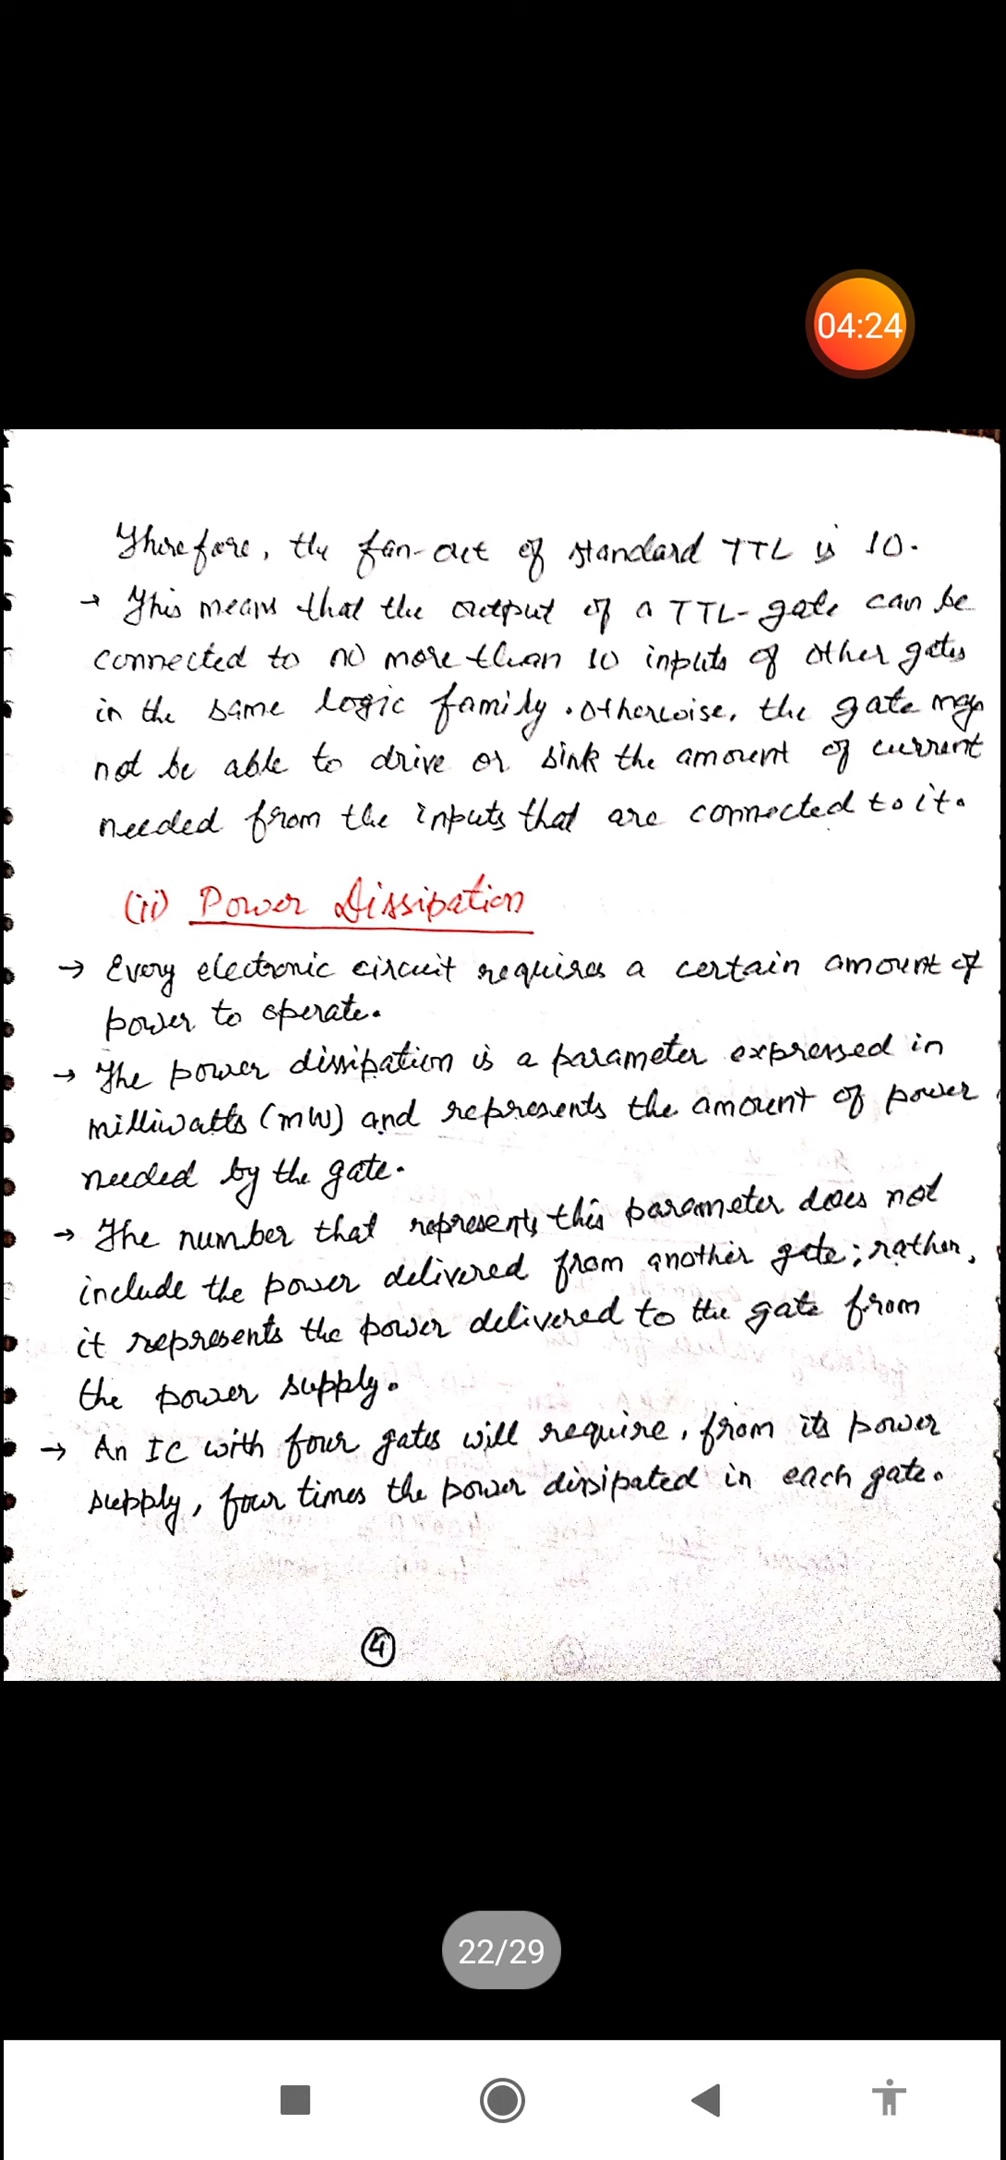 04:24
Therefore, the fan-out of standard TTL is 10.
→ This means that the output of a TTL-gate can be
connected to no more than 10 inputs of other gates
in the same logic family. Otherwise, the gate may
not be able to drive or sink the amount of current
needed from the inputs that are connected to it.
(ii) Power Dissipation
→ Every electronic circuit requires a certain amount of
power to operate.
→ The power dissipation is a parameter expressed in
milliwatts (mW) and represents the amount of power
needed by the gate.
→ The number that represents this parameter does not
include the power delivered from another gate; rather,
it represents the power delivered to the gate from
the power supply.
→ An IC with four gates will require, from its power
supply, four times the power dissipated in each gate.
4
22/29